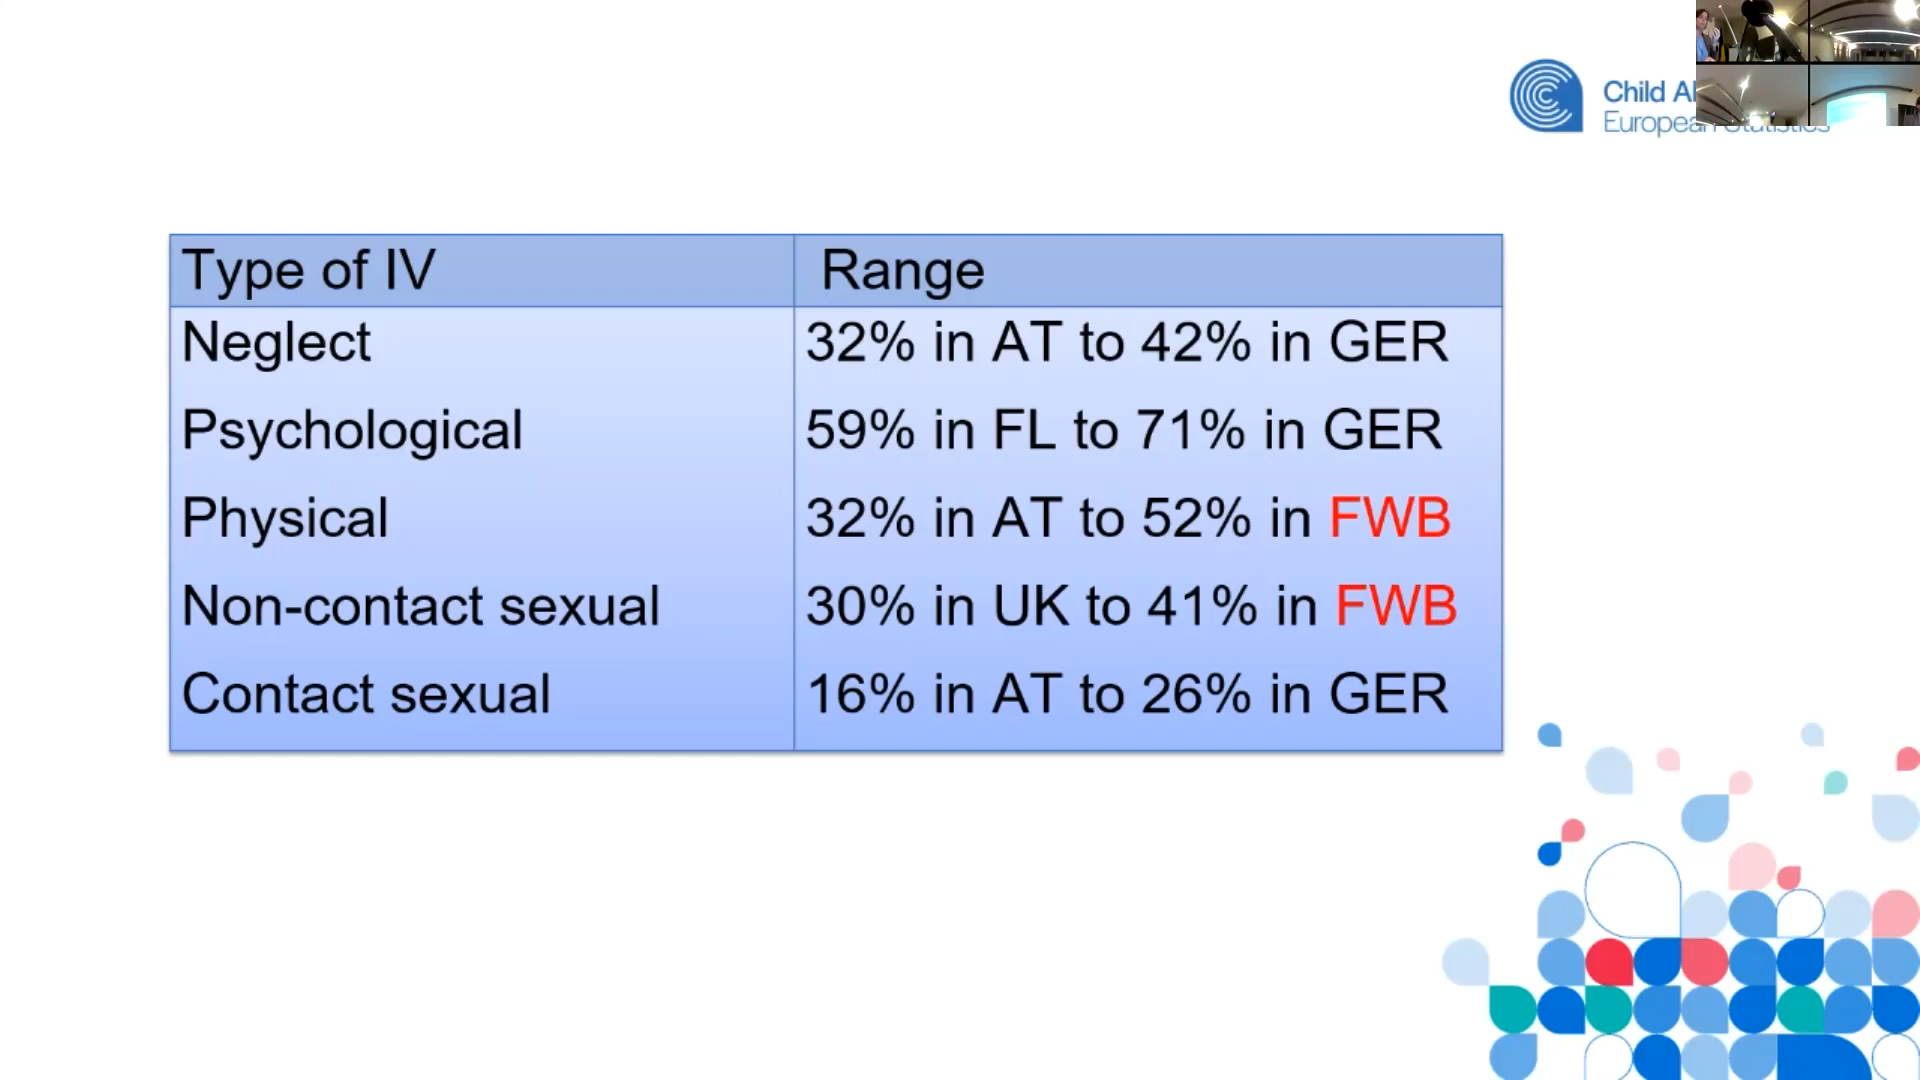 Child
European
Type of IV
Range
Neglect
32% in AT to 42% in GER
Psychological
59% in FL to 71% in GER
Physical
32% in AT to 52% in FWB
Non-contact sexual
30% in UK to 41% in FWB
Contact sexual
16% in AT to 26% in GER